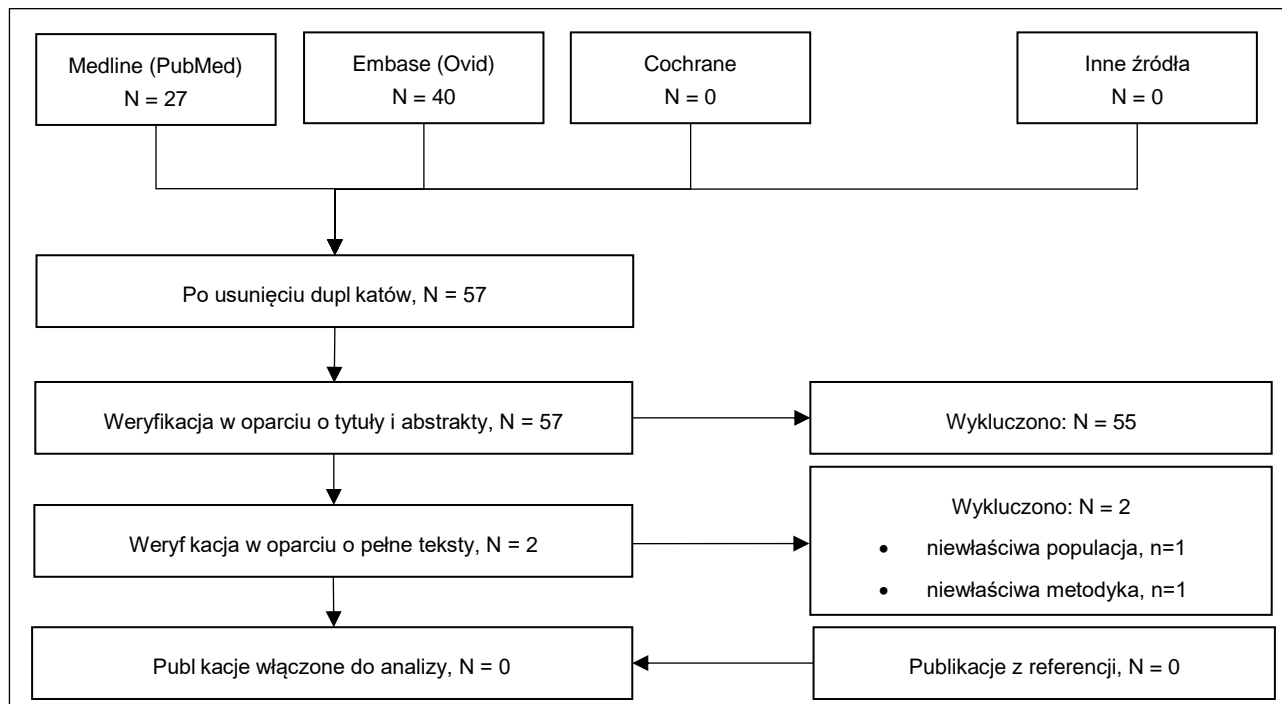 Medline (PubMed)
N = 27
Embase (Ovid)
N = 40
Cochrane
N = 0
Inne źródła
N = 0
Po usunięciu dupl katów, N = 57
Weryfikacja w oparciu o tytuły i abstrakty, N = 57
Wykluczono: N = 55
Weryf kacja w oparciu o pełne teksty, N = 2
Wykluczono: N = 2
• niewłaściwa populacja, n=1
• niewłaściwa metodyka, n=1
Publ kacje włączone do analizy, N = 0
Publikacje z referencji, N = 0